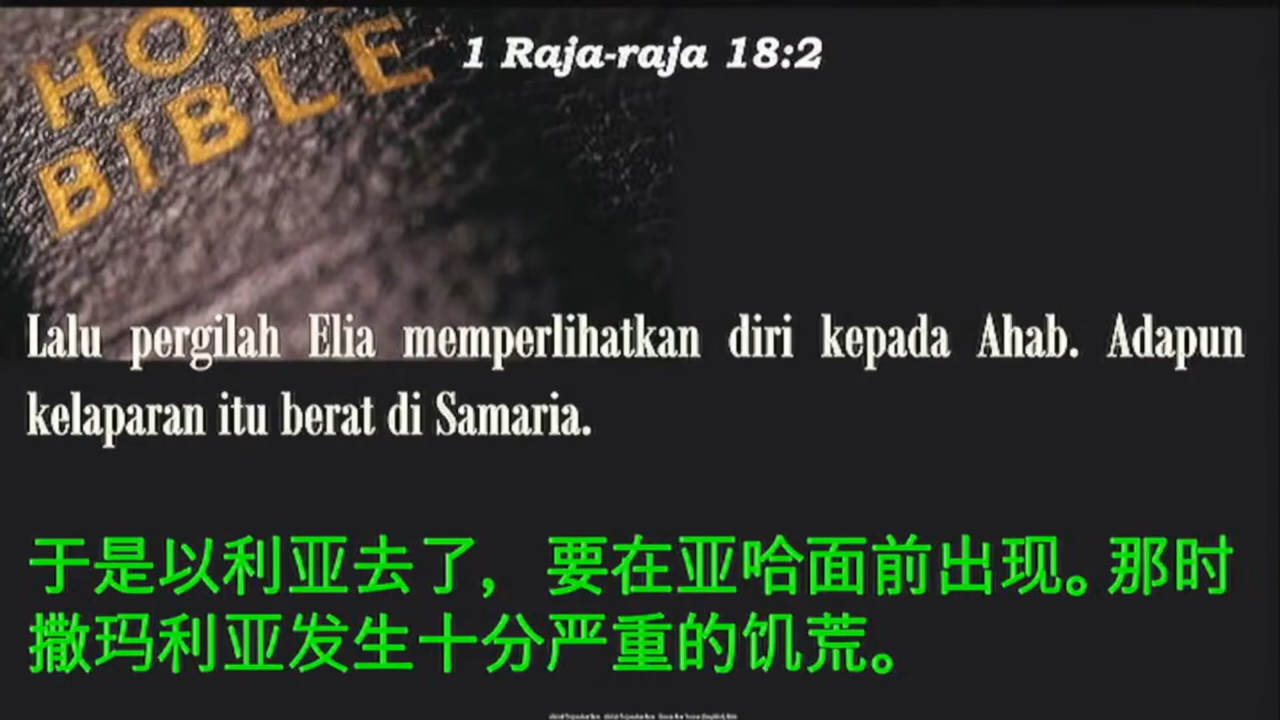 HOL
BIBLE
1 Raja-raja 18:2
Lalu pergilah Elia memperlihatkan diri kepada Ahab. Adapun
kelaparan itu berat di Samaria.
于是以利亚去了，要在亚哈面前出现。那时
撒玛利亚发生十分严重的饥荒。